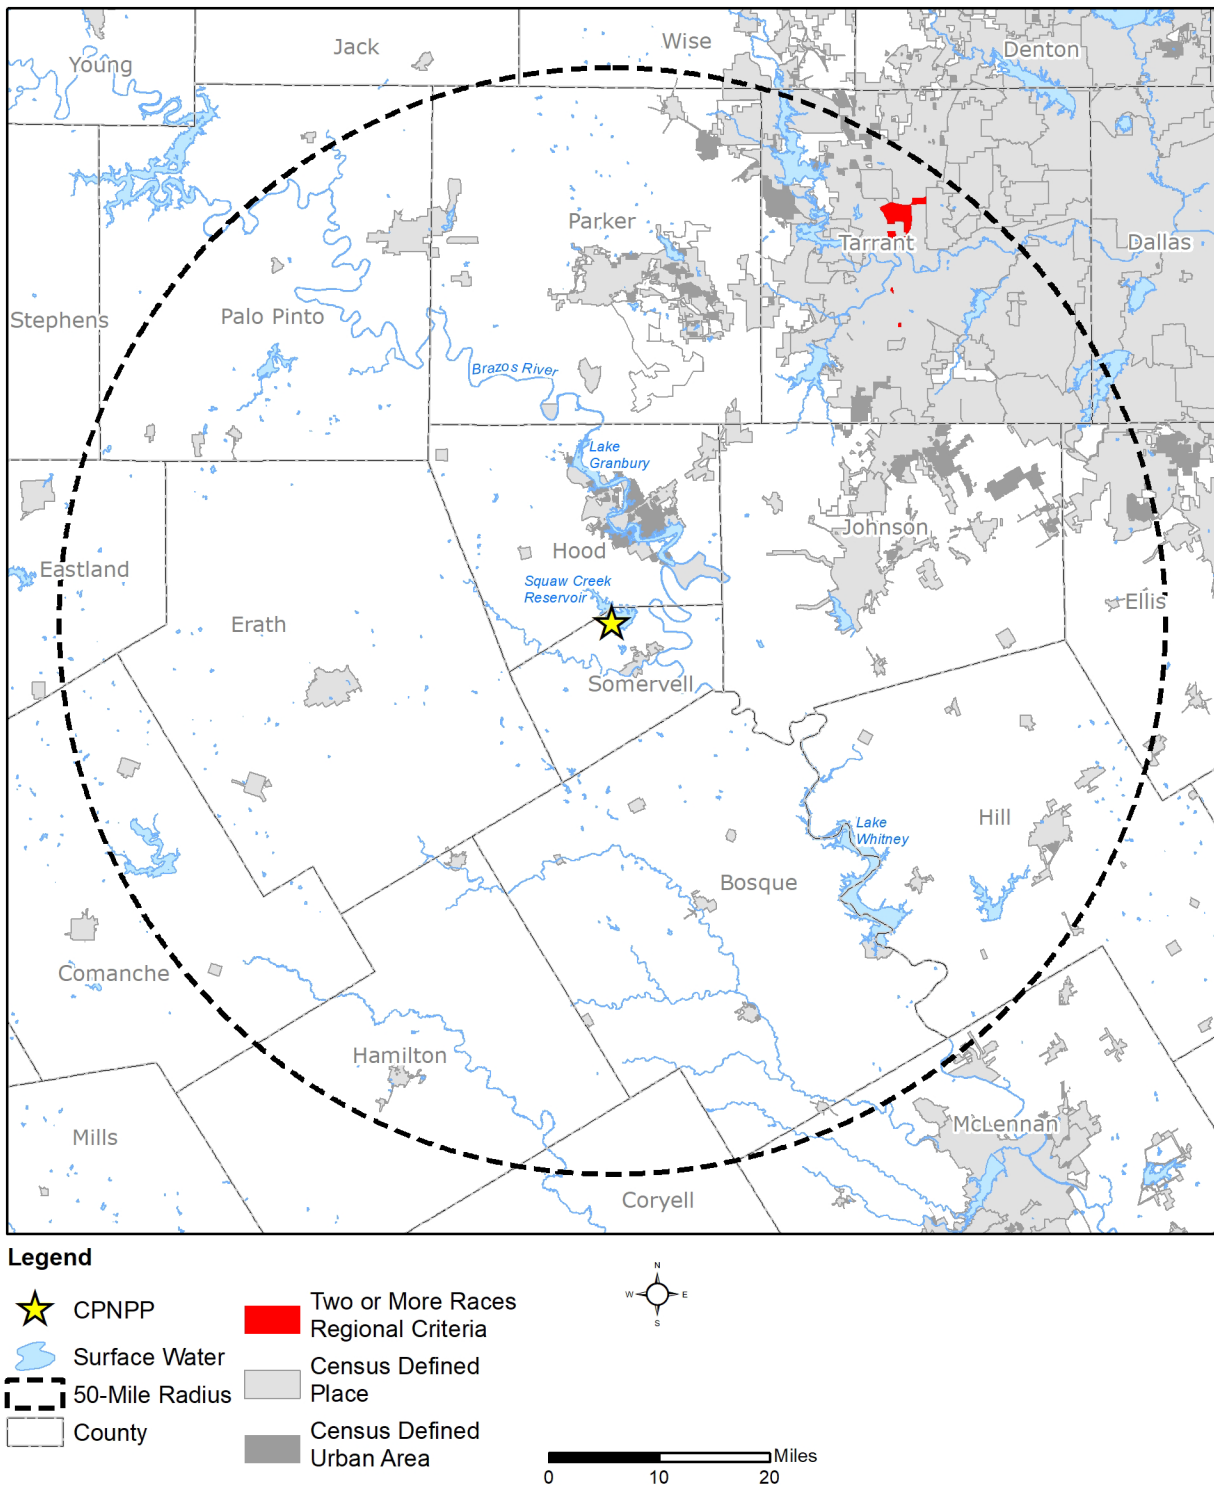 Jack
Wise
Denton
Young
Parker
Tarrant
Dallas
Stephens
Palo Pinto
Brazos River
Lake
Granbury
Johnson
Hood
Eastland
Squaw Creek
Reservoir
Ellis
Erath
Somervell
Lake
Whitney
Hill
Bosque
Comanche
Hamilton
McLennan
Mills
Coryell
Legend
CPNPP
Surface Water
50-Mile Radius
County
Two or More Races
Regional Criteria
Census Defined
Place
Census Defined
Urban Area
N
W
E
S
Miles
0
10
20